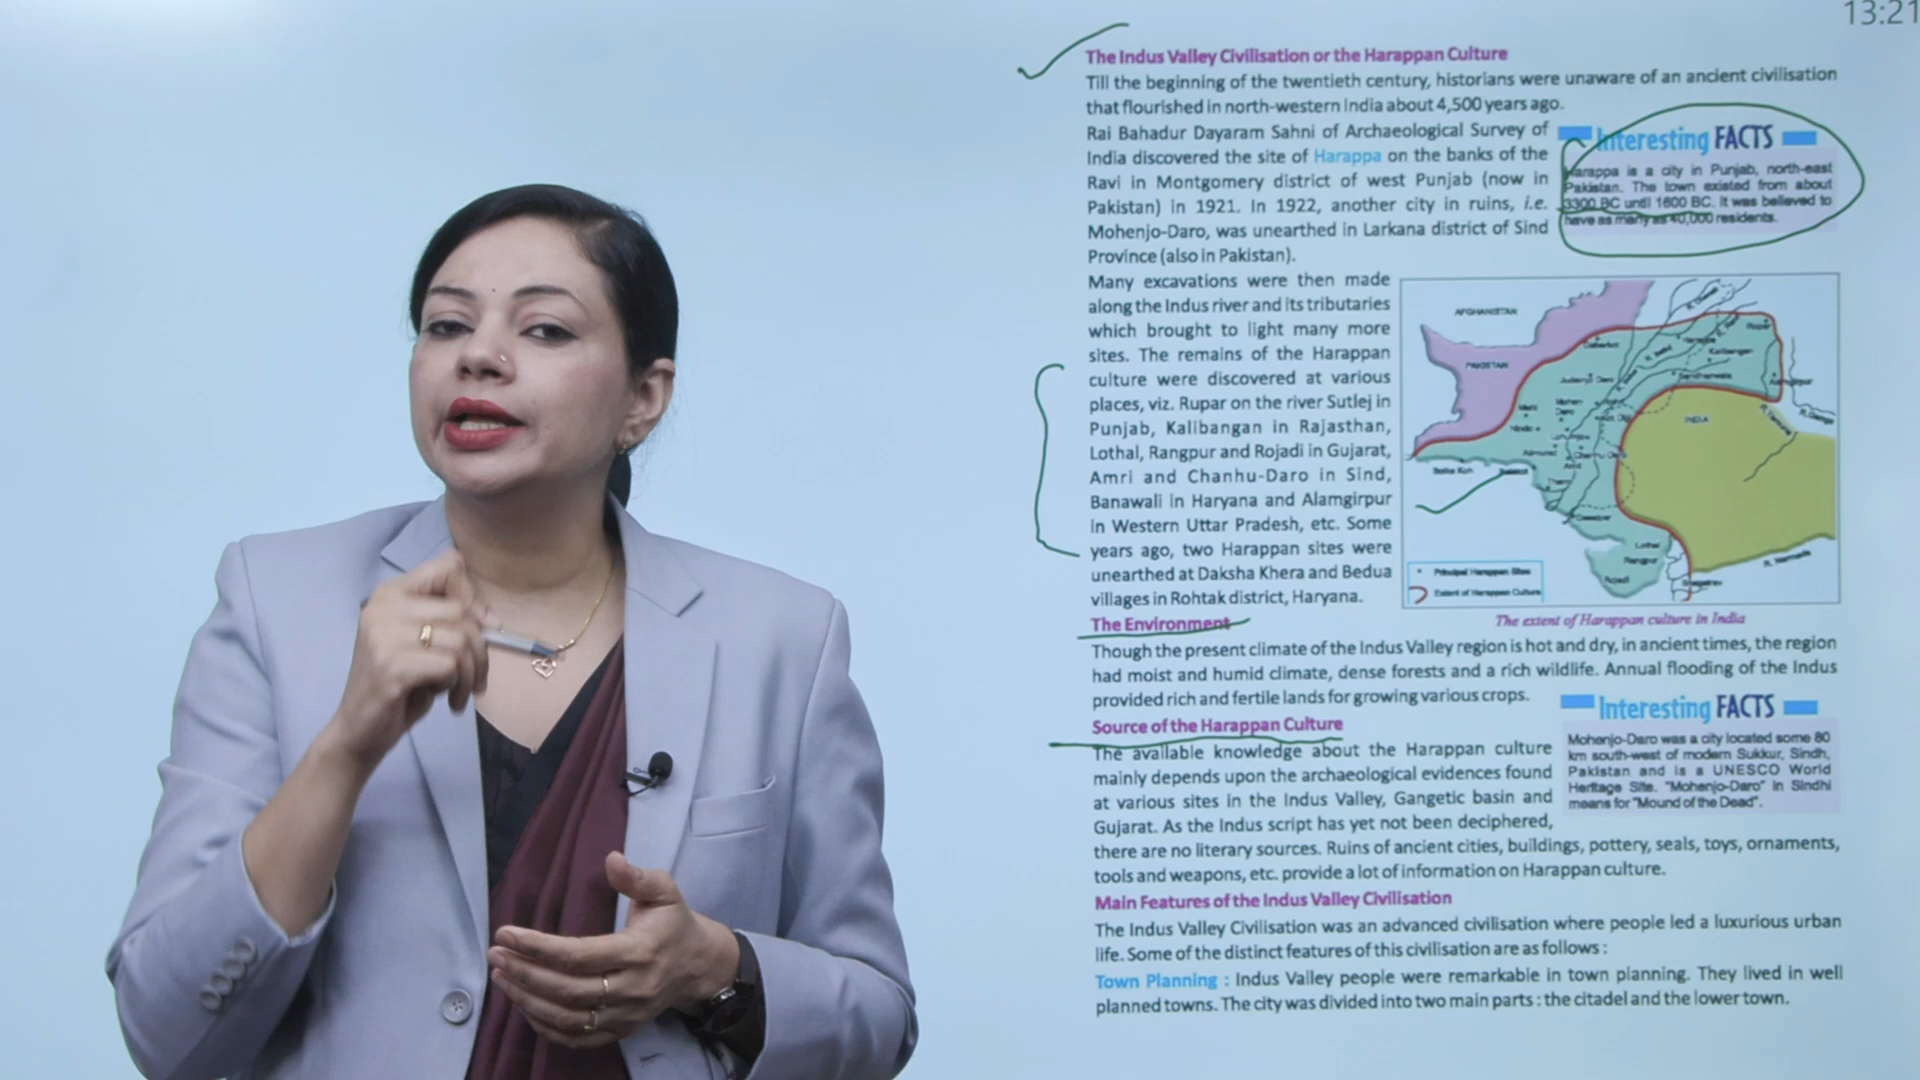 13:21
The Indus Valley Civilisation or the Harappan Culture
Till the beginning of the twentieth century, historians were unaware of an ancient civilisation
that flourished in north-western India about 4,500 years ago.
Rai Bahadur Dayaram Sahni of Archaeological Survey of
India discovered the site of Harappa on the banks of the
Ravi in Montgomery district of west Punjab (now in
Pakistan) in 1921. In 1922, another city in ruins, i.e.
Mohenjo-Daro, was unearthed in Larkana district of Sind
Province (also in Pakistan).
Interesting FACTS
Harappa is a city in Punjab, north-east
Pakistan. The town existed from about
3300 BC until 1600 BC. It was believed to
have as many as 40,000 residents.
Many excavations were then made
along the Indus river and its tributaries
which brought to light many more
sites. The remains of the Harappan
culture were discovered at various
places, viz. Rupar on the river Sutlej in
Punjab, Kalibangan in Rajasthan,
Lothal, Rangpur and Rojadi in Gujarat,
Amri and Chanhu-Daro in Sind,
Banawali in Haryana and Alamgirpur
in Western Uttar Pradesh, etc. Some
years ago, two Harappan sites were
unearthed at Daksha Khera and Bedua
villages in Rohtak district, Haryana.
AFGHANISTAN
PAKISTAN
INDIA
Kalibangan
Alamgirpur
Lothal
Rangpur
Rojadi
R. Narmada
Principal Harappan Sites
Extent of Harappan Culture
The extent of Harappan culture in India
The Environment
Though the present climate of the Indus Valley region is hot and dry, in ancient times, the region
had moist and humid climate, dense forests and a rich wildlife. Annual flooding of the Indus
provided rich and fertile lands for growing various crops.
Source of the Harappan Culture
The available knowledge about the Harappan culture
mainly depends upon the archaeological evidences found
at various sites in the Indus Valley, Gangetic basin and
Gujarat. As the Indus script has yet not been deciphered,
there are no literary sources. Ruins of ancient cities, buildings, pottery, seals, toys, ornaments,
tools and weapons, etc. provide a lot of information on Harappan culture.
Interesting FACTS
Mohenjo-Daro was a city located some 80
km south-west of modern Sukkur, Sindh,
Pakistan and is a UNESCO World
Heritage Site. "Mohenjo-Daro" in Sindhi
means for "Mound of the Dead".
Main Features of the Indus Valley Civilisation
The Indus Valley Civilisation was an advanced civilisation where people led a luxurious urban
life. Some of the distinct features of this civilisation are as follows :
Town Planning : Indus Valley people were remarkable in town planning. They lived in well
planned towns. The city was divided into two main parts : the citadel and the lower town.